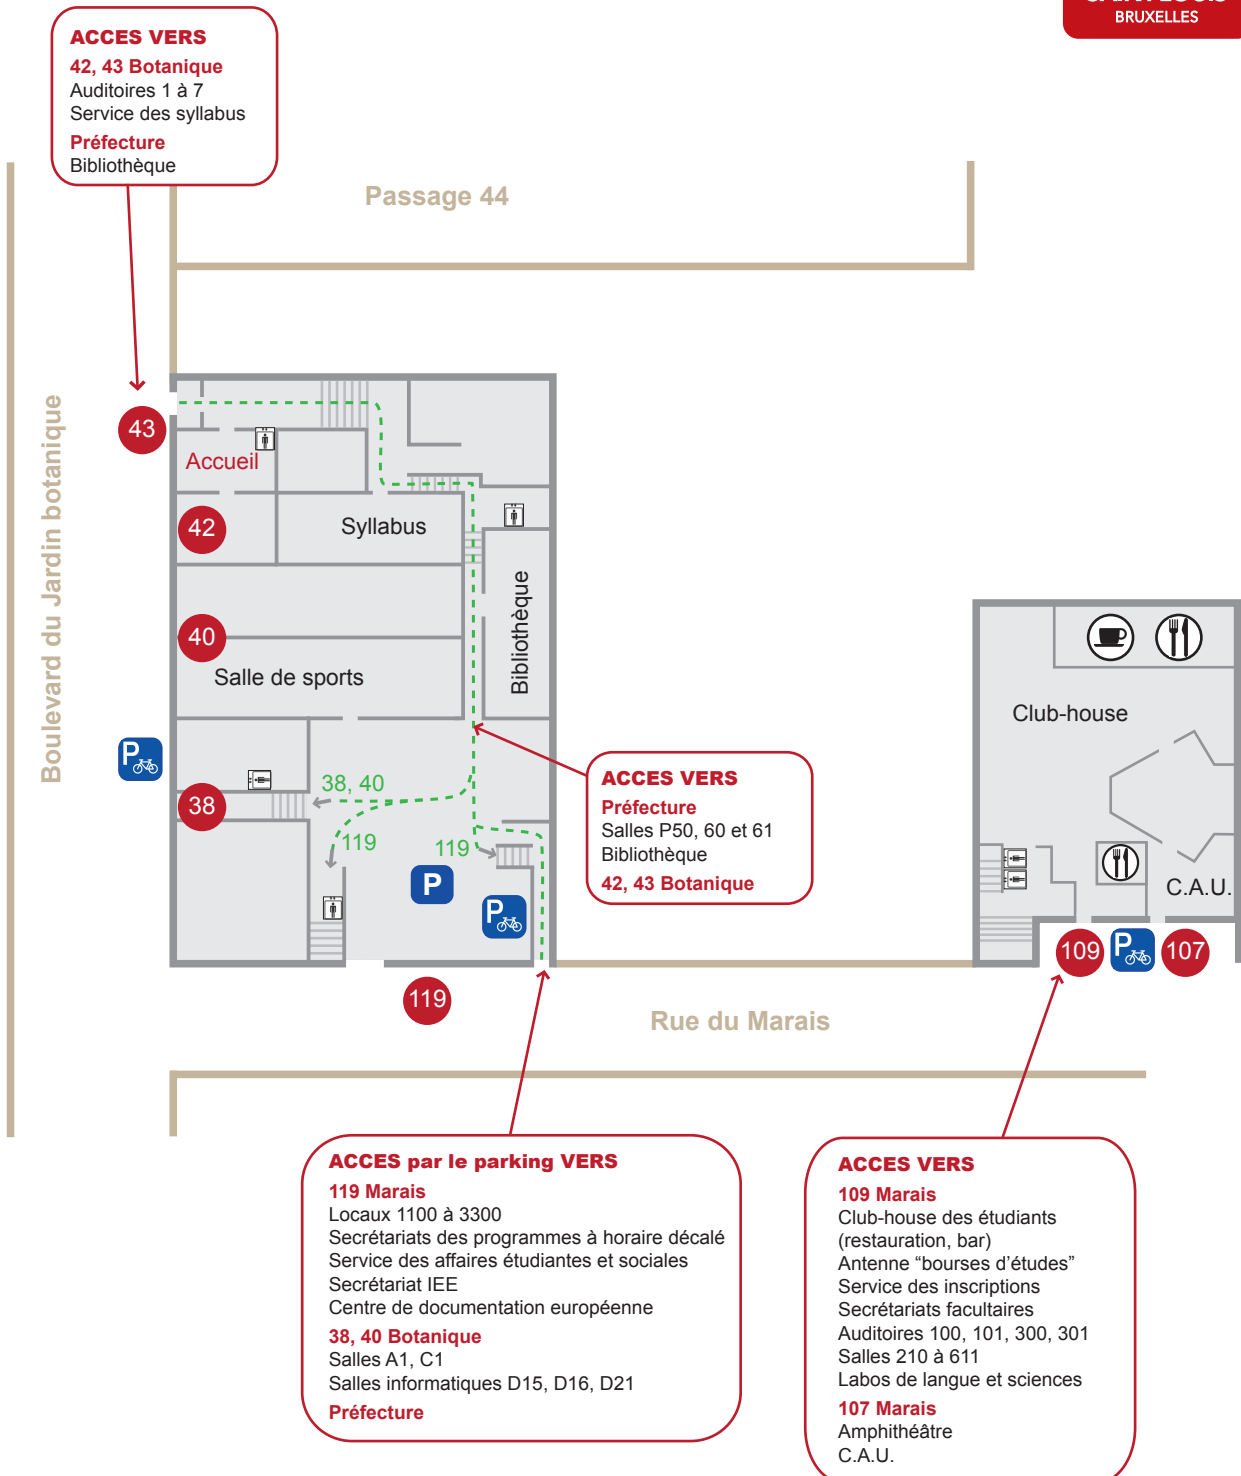 BRUXELLES
ACCES VERS
42, 43 Botanique
Auditoires 1 à 7
Service des syllabus
Préfecture
Bibliothèque
Passage 44
Boulevard du Jardin botanique
43
Accueil
42
Syllabus
Bibliothèque
40
Salle de sports
P
38
38, 40
119
119
P
P
119
ACCES VERS
Préfecture
Salles P50, 60 et 61
Bibliothèque
42, 43 Botanique
Club-house
C.A.U.
109
P
107
Rue du Marais
ACCES par le parking VERS
119 Marais
Locaux 1100 à 3300
Secrétariats des programmes à horaire décalé
Service des affaires étudiantes et sociales
Secrétariat IEE
Centre de documentation européenne
38, 40 Botanique
Salles A1, C1
Salles informatiques D15, D16, D21
Préfecture
ACCES VERS
109 Marais
Club-house des étudiants
(restauration, bar)
Antenne “bourses d’études”
Service des inscriptions
Secrétariats facultaires
Auditoires 100, 101, 300, 301
Salles 210 à 611
Labos de langue et sciences
107 Marais
Amphithéâtre
C.A.U.